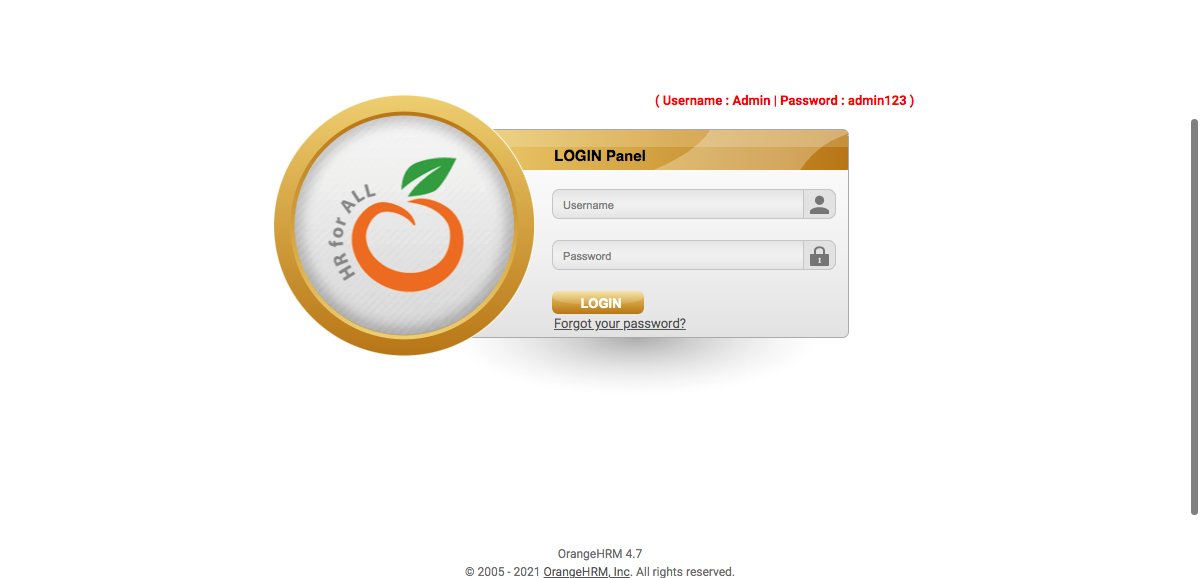 ( Username : Admin | Password : admin123 )
LOGIN Panel
HR for ALL
Username
Password
LOGIN
Forgot your password?
OrangeHRM 4.7
© 2005 - 2021 OrangeHRM, Inc. All rights reserved.